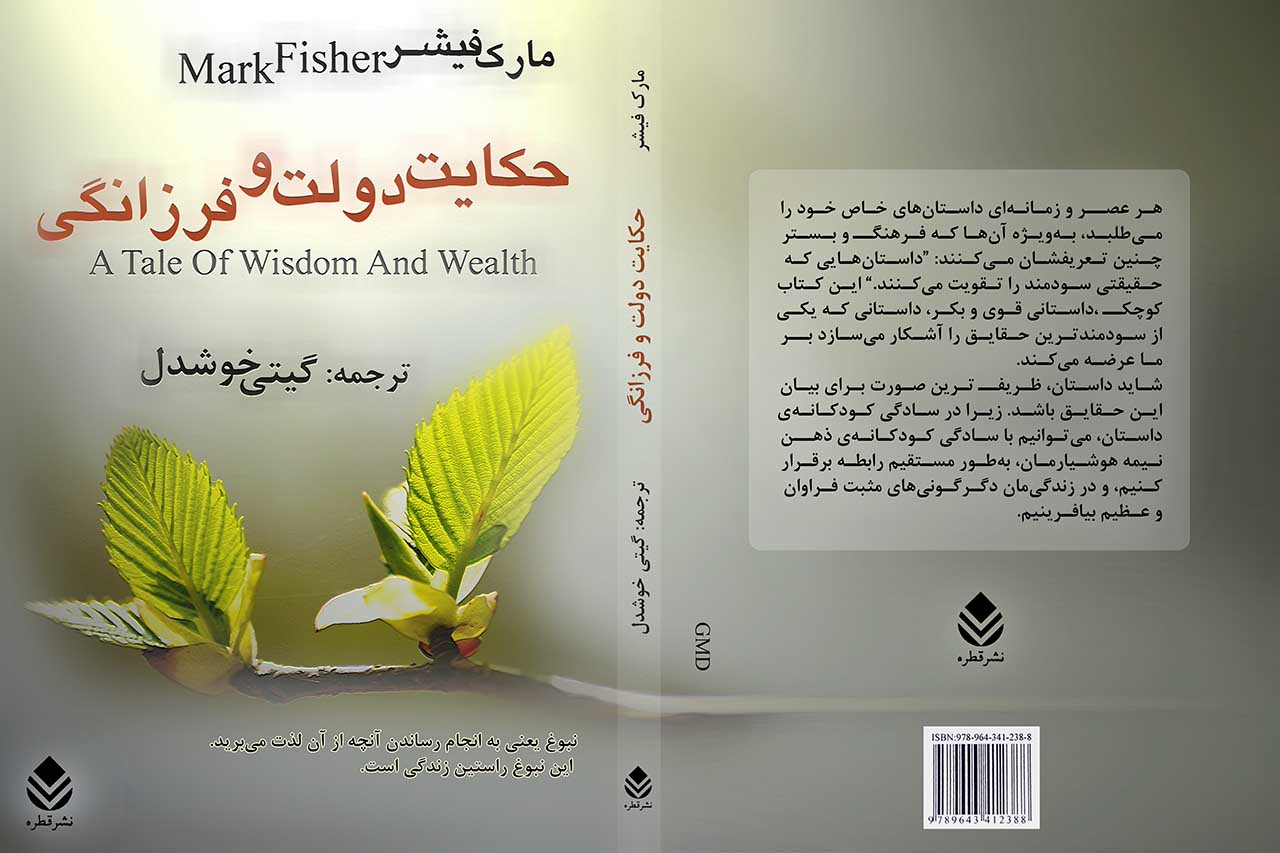 مارک فیشر Mark Fisher
حکایت دولت و فرزانگی
A Tale Of Wisdom And Wealth
ترجمه: گیتی خوشدل
نبوغ یعنی به انجام رساندن آنچه از آن لذت می‌برید.
این نبوغ راستین زندگی است.
نشر قطره
مارک فیشر
حکایت دولت و فرزانگی
ترجمه: گیتی خوشدل
نشر قطره
GMD
هر عصر و زمانه‌ای داستان‌های خاص خود را
می‌طلبد، به‌ویژه آن‌ها که فرهنگ و بستر
چنین تعریفشان می‌کنند: "داستان‌هایی که
حقیقتی سودمند را تقویت می‌کنند." این کتاب
کوچک ،داستانی قوی و بکر، داستانی که یکی
از سودمندترین حقایق را آشکار می‌سازد بر
ما عرضه می‌کند.
شاید داستان، ظریف ترین صورت برای بیان
این حقایق باشد. زیرا در سادگی کودکانه‌ی
داستان، می‌توانیم با سادگی کودکانه‌ی ذهن
نیمه هوشیارمان، به‌طور مستقیم رابطه برقرار
کنیم، و در زندگی‌مان دگرگونی‌های مثبت فراوان
و عظیم بیافرینیم.
نشر قطره
ISBN:978-964-341-238-8
9 789643 412388